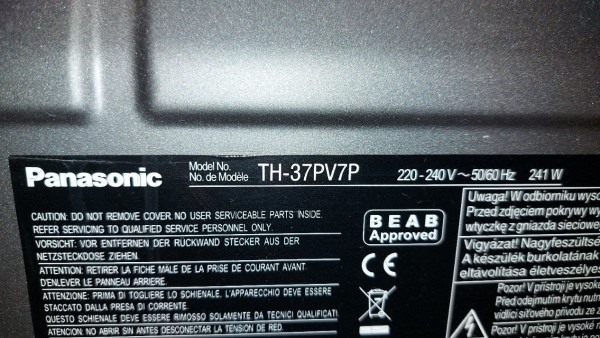 Panasonic Model No. TH-37PV7P 220 - 240 V ~ 50/60 Hz 241 W
No. de Modèle
CAUTION: DO NOT REMOVE COVER. NO USER SERVICEABLE PARTS INSIDE.
REFER SERVICING TO QUALIFIED SERVICE PERSONNEL ONLY.
VORSICHT: VOR ENTFERNEN DER RÜCKWAND STECKER AUS DER
NETZSTECKDOSE ZIEHEN.
ATTENTION: RETIRER LA FICHE MALE DE LA PRISE DE COURANT AVANT
D'ENLEVER LE PANNEAU ARRIERE.
ATTENZIONE: PRIMA DI TOGLIERE LO SCHIENALE. L'APPARECCHIO DEVE ESSERE
STACCATO DALLA PRESA DI CORRENTE.
QUESTO SCHIENALE DEVE ESSERE RIMOSSO SOLAMENTE DA TECNICI QUALIFICATI
ATENCION: NO ABRIR SIN ANTES DESCONECTAR LA TENSION DE RED.
BEAB
Approved
CE
Uwaga! W odbiorniku wyso
Przed zdjęciem pokrywy wy
wtyczkę z gniazda sieciowe
Vigyázat! Nagyfeszültsé
A készülék burkolatának
eltávolítása életveszélyes
Pozor! V prístroji je vysoké
Před odejmutím krytu nutn
vidlici síťového přívodu ze z
Pozor! V prístroji je vysoké n